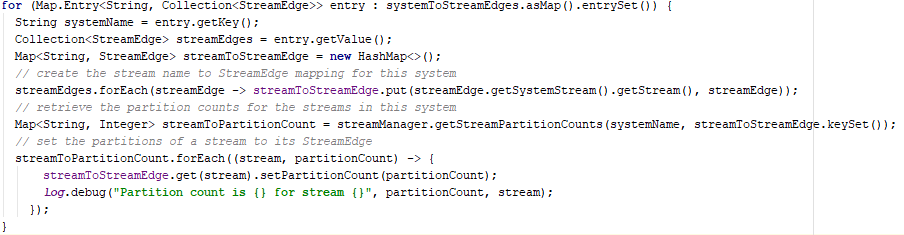 for (Map.Entry<String, Collection<StreamEdge>> entry : systemToStreamEdges.asMap().entrySet()) {
String systemName = entry.getKey();
Collection<StreamEdge> streamEdges = entry.getValue();
Map<String, StreamEdge> streamToStreamEdge = new HashMap<>();
// create the stream name to StreamEdge mapping for this system
streamEdges.forEach(streamEdge -> streamToStreamEdge.put(streamEdge.getSystemStream().getStream(), streamEdge));
// retrieve the partition counts for the streams in this system
Map<String, Integer> streamToPartitionCount = streamManager.getStreamPartitionCounts(systemName, streamToStreamEdge.keySet());
// set the partitions of a stream to its StreamEdge
streamToPartitionCount.forEach((stream, partitionCount) -> {
streamToStreamEdge.get(stream).setPartitionCount(partitionCount);
log.debug("Partition count is {} for stream {}", partitionCount, stream);
});
}